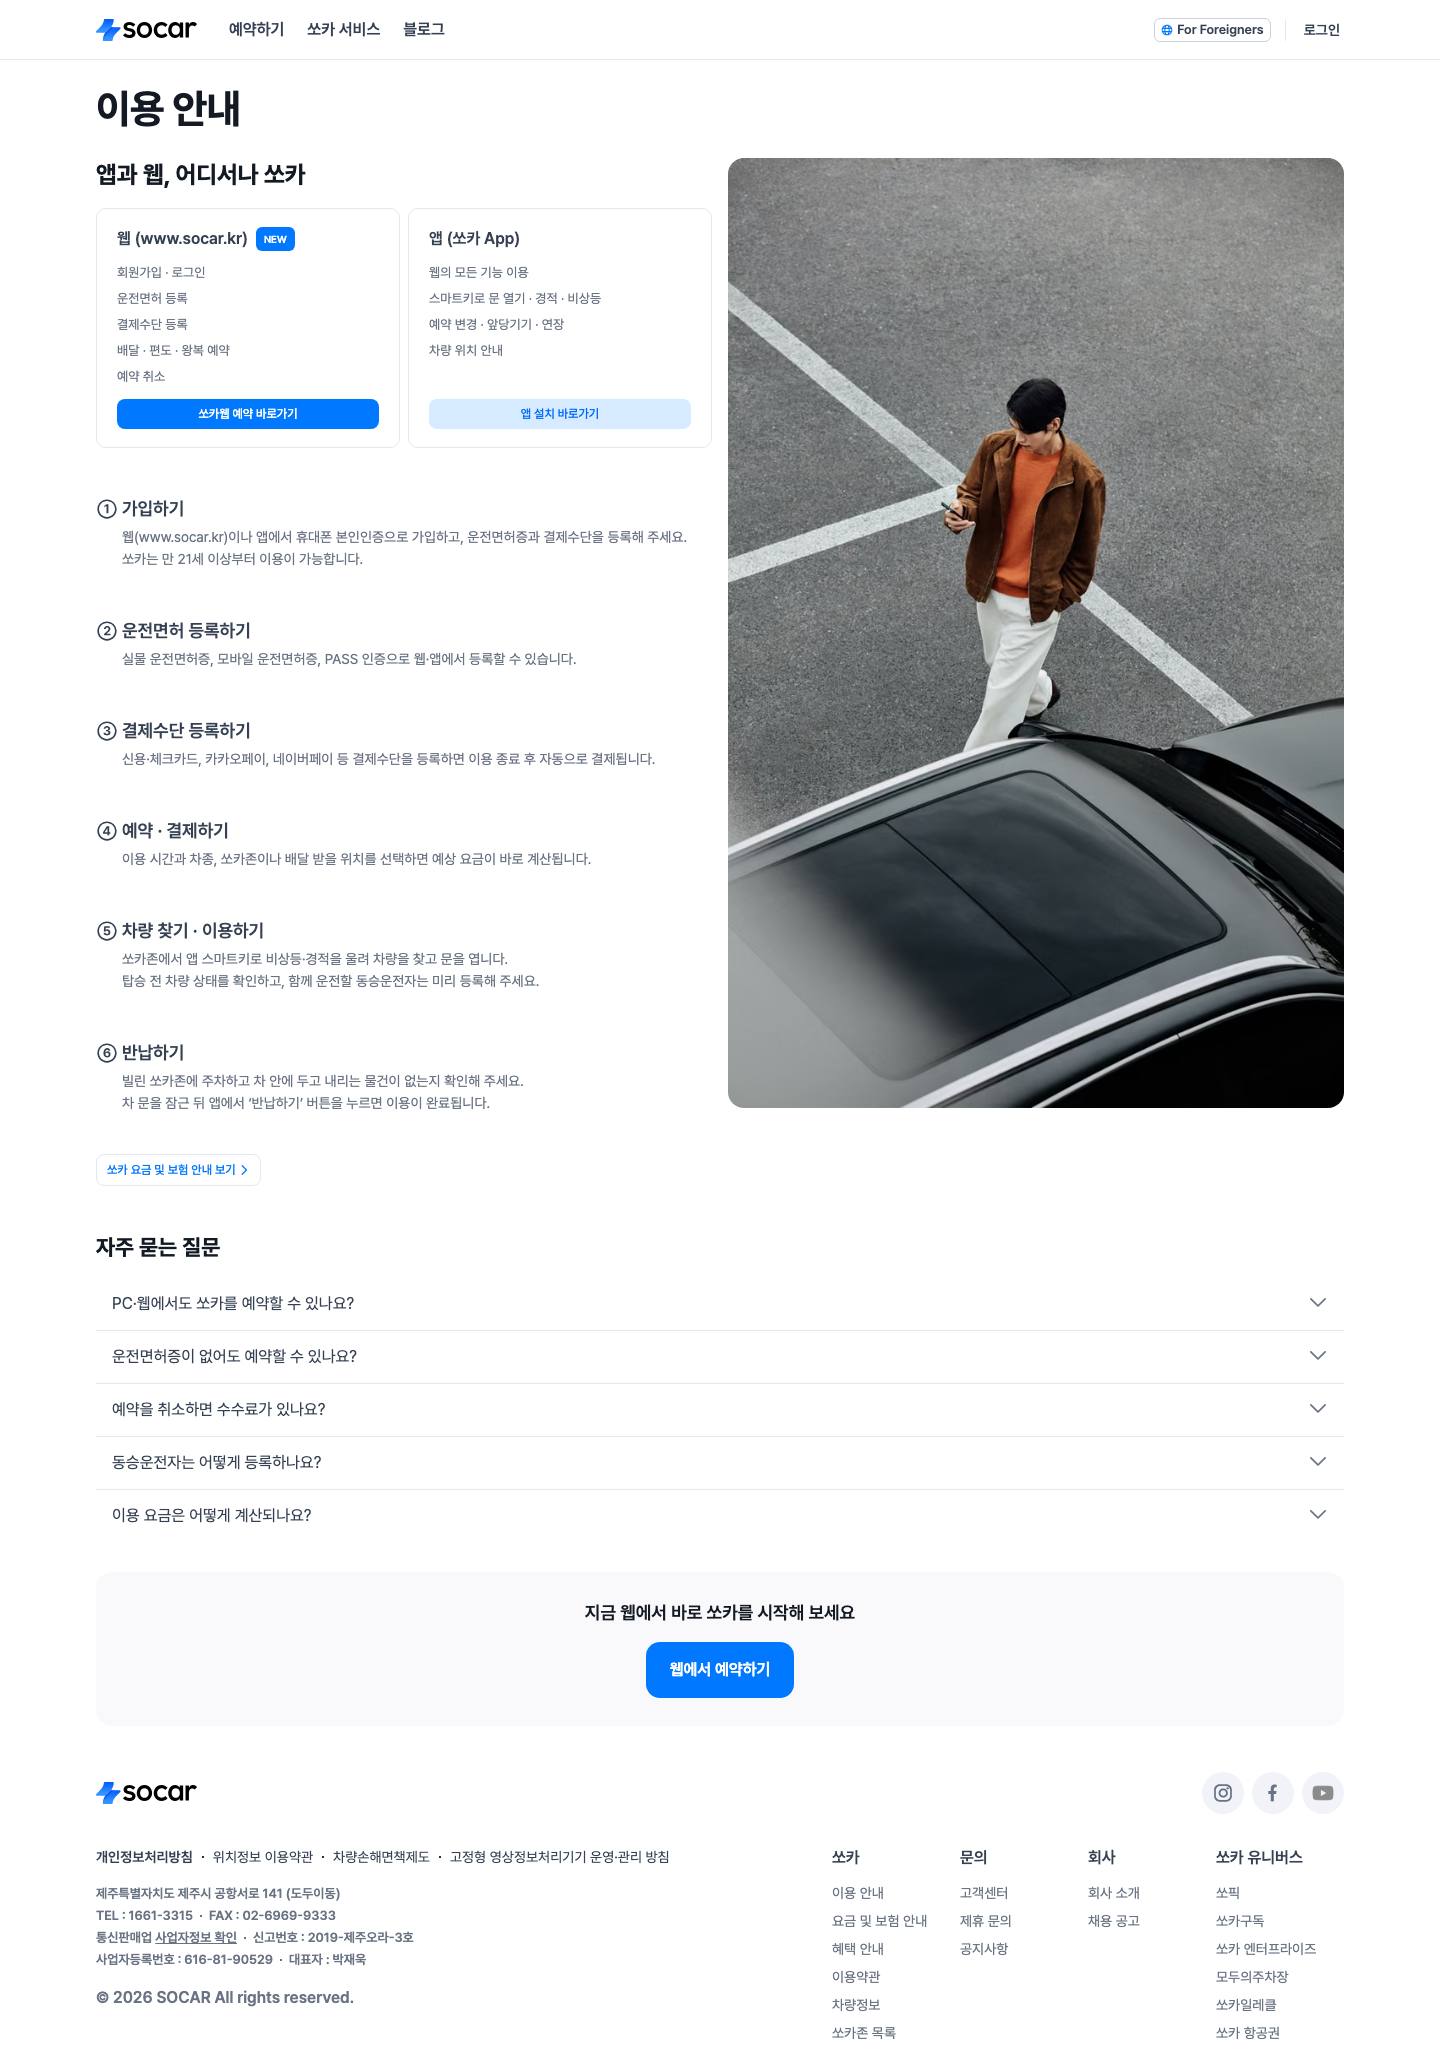 socar
예약하기
쏘카 서비스
블로그
For Foreigners
로그인
이용 안내
앱과 웹, 어디서나 쏘카
웹 (www.socar.kr) NEW
회원가입 · 로그인
운전면허 등록
결제수단 등록
배달 · 편도 · 왕복 예약
예약 취소
쏘카웹 예약 바로가기
앱 (쏘카 App)
웹의 모든 기능 이용
스마트키로 문 열기 · 경적 · 비상등
예약 변경 · 앞당기기 · 연장
차량 위치 안내
앱 설치 바로가기
① 가입하기
웹(www.socar.kr)이나 앱에서 휴대폰 본인인증으로 가입하고, 운전면허증과 결제수단을 등록해 주세요.
쏘카는 만 21세 이상부터 이용이 가능합니다.
② 운전면허 등록하기
실물 운전면허증, 모바일 운전면허증, PASS 인증으로 웹·앱에서 등록할 수 있습니다.
③ 결제수단 등록하기
신용·체크카드, 카카오페이, 네이버페이 등 결제수단을 등록하면 이용 종료 후 자동으로 결제됩니다.
④ 예약 · 결제하기
이용 시간과 차종, 쏘카존이나 배달 받을 위치를 선택하면 예상 요금이 바로 계산됩니다.
⑤ 차량 찾기 · 이용하기
쏘카존에서 앱 스마트키로 비상등·경적을 울려 차량을 찾고 문을 엽니다.
탑승 전 차량 상태를 확인하고, 함께 운전할 동승운전자는 미리 등록해 주세요.
⑥ 반납하기
빌린 쏘카존에 주차하고 차 안에 두고 내리는 물건이 없는지 확인해 주세요.
차 문을 잠근 뒤 앱에서 ‘반납하기’ 버튼을 누르면 이용이 완료됩니다.
쏘카 요금 및 보험 안내 보기
자주 묻는 질문
PC·웹에서도 쏘카를 예약할 수 있나요?
운전면허증이 없어도 예약할 수 있나요?
예약을 취소하면 수수료가 있나요?
동승운전자는 어떻게 등록하나요?
이용 요금은 어떻게 계산되나요?
지금 웹에서 바로 쏘카를 시작해 보세요
웹에서 예약하기
socar
개인정보처리방침 · 위치정보 이용약관 · 차량손해면책제도 · 고정형 영상정보처리기기 운영·관리 방침
제주특별자치도 제주시 공항서로 141 (도두이동)
TEL : 1661-3315 · FAX : 02-6969-9333
통신판매업 사업자정보 확인 · 신고번호 : 2019-제주오라-3호
사업자등록번호 : 616-81-90529 · 대표자 : 박재욱
© 2026 SOCAR All rights reserved.
쏘카
이용 안내
요금 및 보험 안내
혜택 안내
이용약관
차량정보
쏘카존 목록
문의
고객센터
제휴 문의
공지사항
회사
회사 소개
채용 공고
쏘카 유니버스
쏘픽
쏘카구독
쏘카 엔터프라이즈
모두의주차장
쏘카일레클
쏘카 항공권